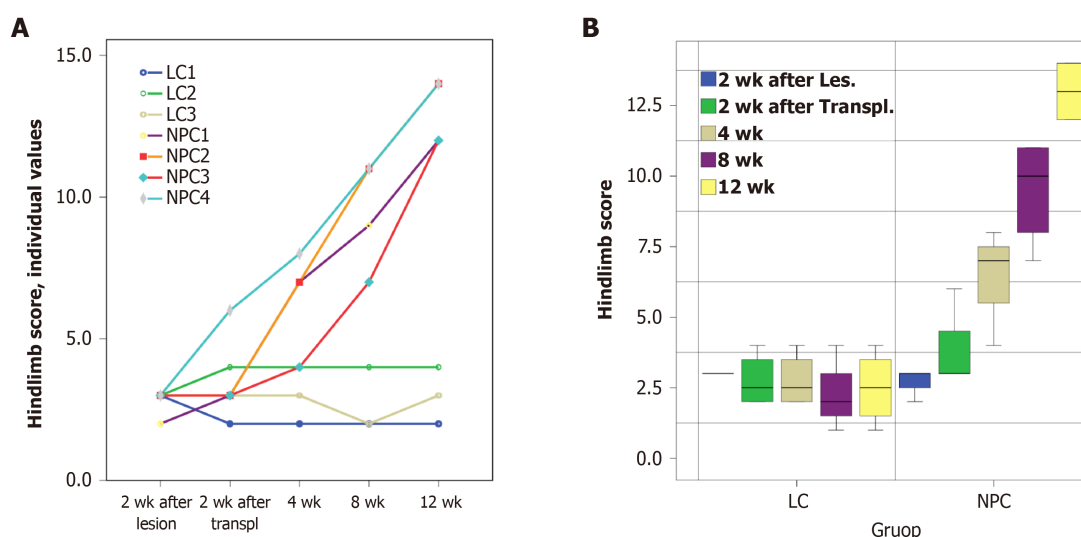 A
Hindlimb score, individual values
15.0
10.0
5.0
0.0
LC1
LC2
LC3
NPC1
NPC2
NPC3
NPC4
2 wk after lesion
2 wk after transpl
4 wk
8 wk
12 wk
B
Hindlimb score
12.5
10.0
7.5
5.0
2.5
0.0
2 wk after Les.
2 wk after Transpl.
4 wk
8 wk
12 wk
LC
NPC
Gruop